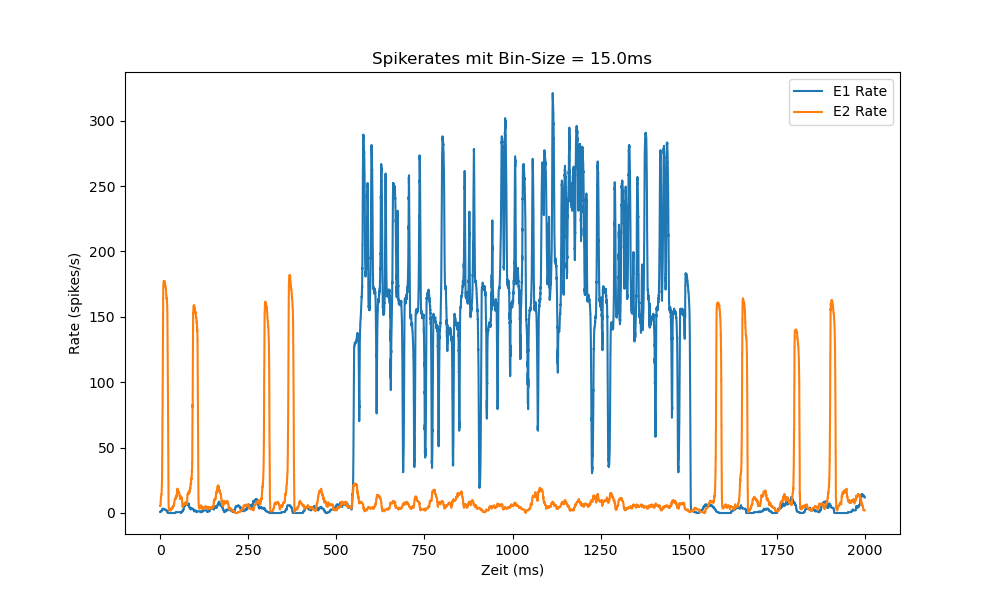 Spikerates mit Bin-Size = 15.0ms
E1 Rate
E2 Rate
Rate (spikes/s)
300
250
200
150
100
50
0
0 250 500 750 1000 1250 1500 1750 2000
Zeit (ms)